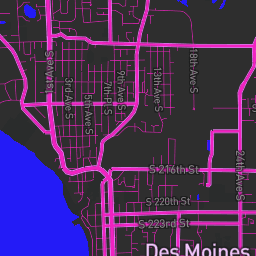 1st Ave S
3rd Ave S
5th Ave S
7th Pl S
9th Ave S
13th Ave S
18th Ave S
24th Ave S
S 216th St
S 220th St
S 223rd St
Des Moines